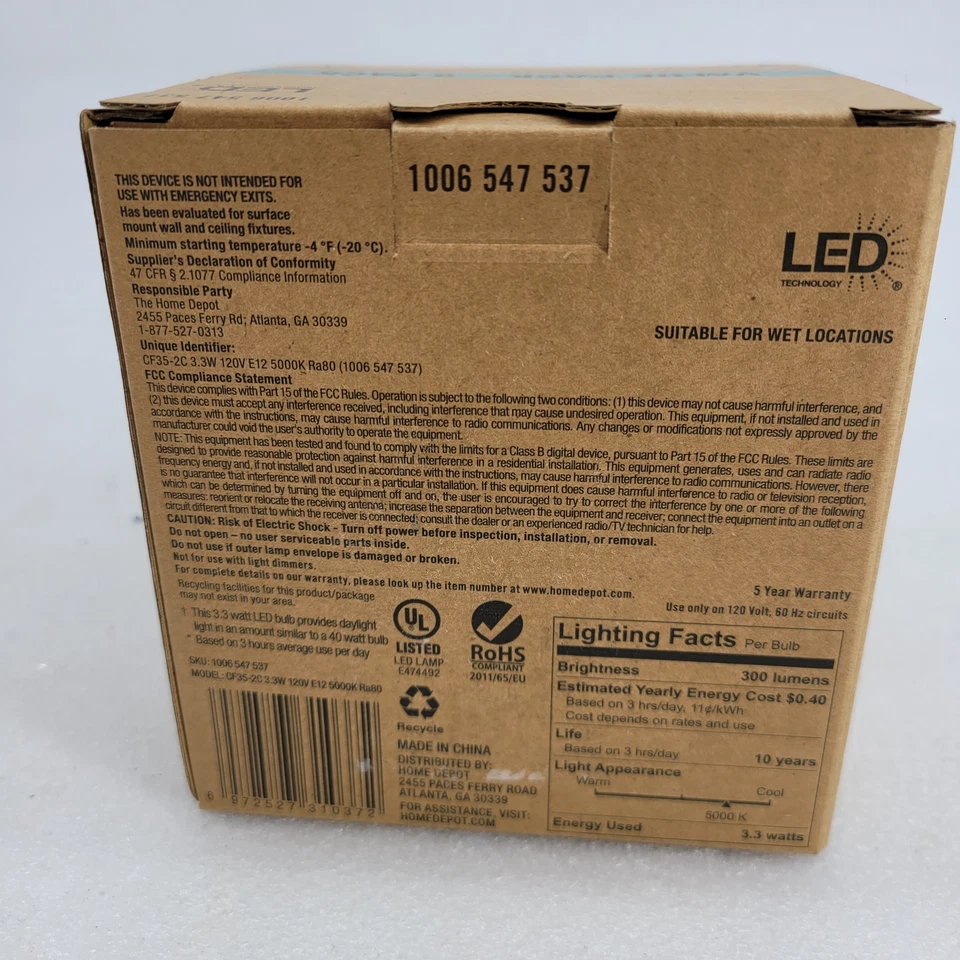 VALUE PACK
LED
1006 547 537
1006 547 537
THIS DEVICE IS NOT INTENDED FOR
USE WITH EMERGENCY EXITS.
Has been evaluated for surface
mount wall and ceiling fixtures.
Minimum starting temperature -4 °F (-20 °C).
Supplier's Declaration of Conformity
47 CFR § 2.1077 Compliance Information
Responsible Party
The Home Depot
2455 Paces Ferry Rd; Atlanta, GA 30339
1-877-527-0313
Unique Identifier:
CF35-2C 3.3W 120V E12 5000K Ra80 (1006 547 537)
LED
TECHNOLOGY ®
SUITABLE FOR WET LOCATIONS
FCC Compliance Statement
This device complies with Part 15 of the FCC Rules. Operation is subject to the following two conditions: (1) this device may not cause harmful interference, and
(2) this device must accept any interference received, including interference that may cause undesired operation. This equipment, if not installed and used in
accordance with the instructions, may cause harmful interference to radio communications. Any changes or modifications not expressly approved by the
manufacturer could void the user's authority to operate the equipment.
NOTE: This equipment has been tested and found to comply with the limits for a Class B digital device, pursuant to Part 15 of the FCC Rules. These limits are
designed to provide reasonable protection against harmful interference in a residential installation. This equipment generates, uses and can radiate radio
frequency energy and, if not installed and used in accordance with the instructions, may cause harmful interference to radio communications. However, there
is no guarantee that interference will not occur in a particular installation. If this equipment does cause harmful interference to radio or television reception,
which can be determined by turning the equipment off and on, the user is encouraged to try to correct the interference by one or more of the following
measures: reorient or relocate the receiving antenna; increase the separation between the equipment and receiver; connect the equipment into an outlet on a
circuit different from that to which the receiver is connected; consult the dealer or an experienced radio/TV technician for help.
CAUTION: Risk of Electric Shock - Turn off power before inspection, installation, or removal.
Do not open – no user serviceable parts inside.
Do not use if outer lamp envelope is damaged or broken.
Not for use with light dimmers.
For complete details on our warranty, please look up the item number at www.homedepot.com.
Recycling facilities for this product/package
may not exist in your area.
† This 3.3 watt LED bulb provides daylight
light in an amount similar to a 40 watt bulb
* Based on 3 hours average use per day
SKU: 1006 547 537
MODEL: CF35-2C 3.3W 120V E12 5000K Ra80
6 972527 310372
UL
LISTED
LED LAMP
E474492
RoHS
COMPLIANT
2011/65/EU
Recycle
MADE IN CHINA
DISTRIBUTED BY:
HOME DEPOT
2455 PACES FERRY ROAD
ATLANTA, GA 30339
FOR ASSISTANCE, VISIT:
HOMEDEPOT.COM
5 Year Warranty
Use only on 120 Volt, 60 Hz circuits
Lighting Facts Per Bulb
Brightness 300 lumens
Estimated Yearly Energy Cost $0.40
Based on 3 hrs/day, 11¢/kWh
Cost depends on rates and use
Life
Based on 3 hrs/day 10 years
Light Appearance
Warm Cool
5000 K
Energy Used 3.3 watts